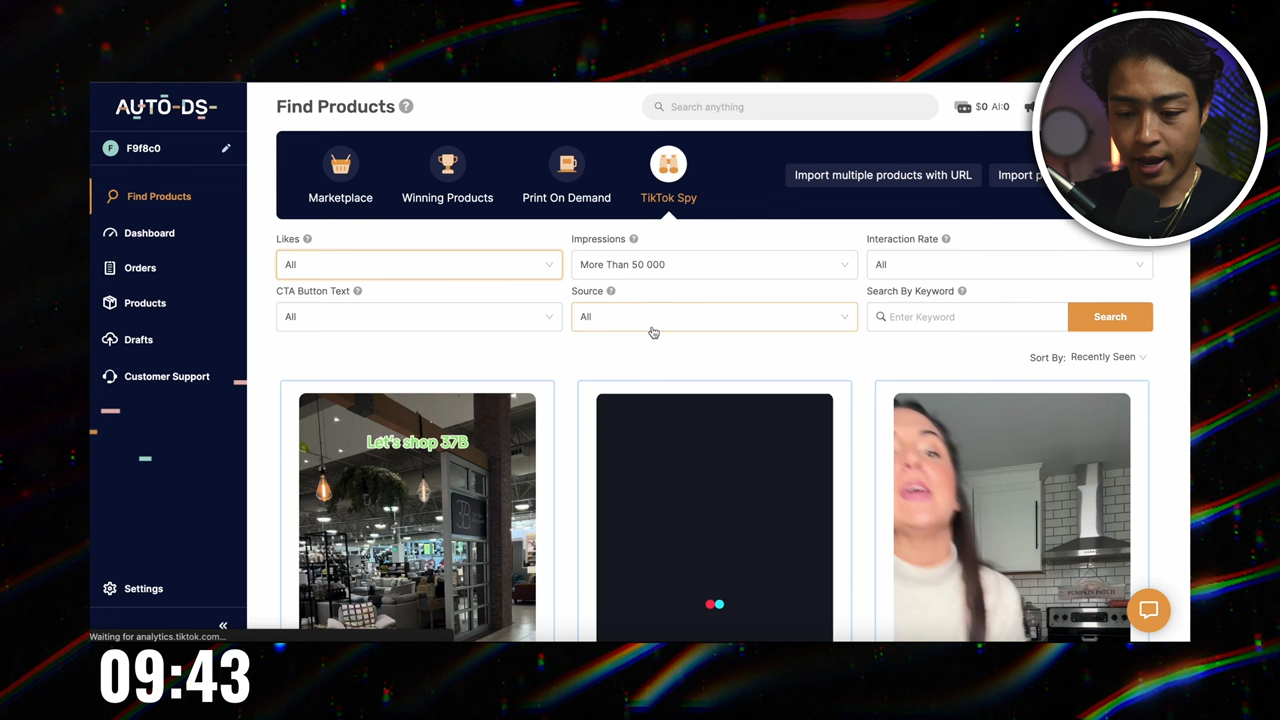 AUTO-DS-
Find Products ?
Search anything
$0 AI:0
F F9f8c0
Find Products
Dashboard
Orders
Products
Drafts
Customer Support
Settings
«
Marketplace
Winning Products
Print On Demand
TikTok Spy
Import multiple products with URL
Import
Likes ?
Impressions ?
Interaction Rate ?
All
More Than 50 000
All
CTA Button Text ?
Source ?
Search By Keyword ?
All
All
Enter Keyword
Search
Sort By: Recently Seen
Let's shop 37B
PUMPKIN PATCH
Waiting for analytics.tiktok.com...
09:43